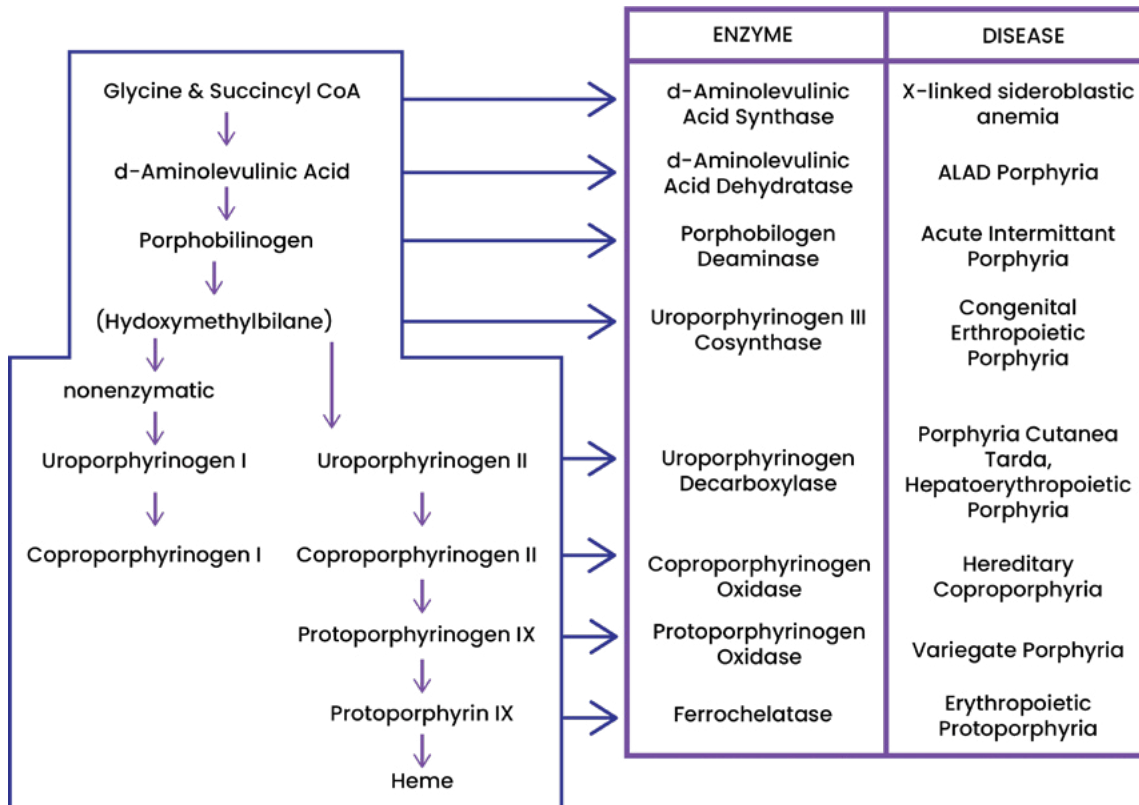 Glycine & Succincyl CoA
d-Aminolevulinic Acid
Porphobilinogen
(Hydoxymethylbilane)
nonenzymatic
Uroporphyrinogen I
Uroporphyrinogen II
Coproporphyrinogen I
Coproporphyrinogen II
Protoporphyrinogen IX
Protoporphyrin IX
Heme
ENZYME
DISEASE
d-Aminolevulinic
Acid Synthase
X-linked sideroblastic
anemia
d-Aminolevulinic
Acid Dehydratase
ALAD Porphyria
Porphobilogen
Deaminase
Acute Intermittant
Porphyria
Uroporphyrinogen III
Cosynthase
Congenital
Erthropoietic
Porphyria
Uroporphyrinogen
Decarboxylase
Porphyria Cutanea
Tarda,
Hepatoerythropoietic
Porphyria
Coproporphyrinogen
Oxidase
Hereditary
Coproporphyria
Protoporphyrinogen
Oxidase
Variegate Porphyria
Ferrochelatase
Erythropoietic
Protoporphyria